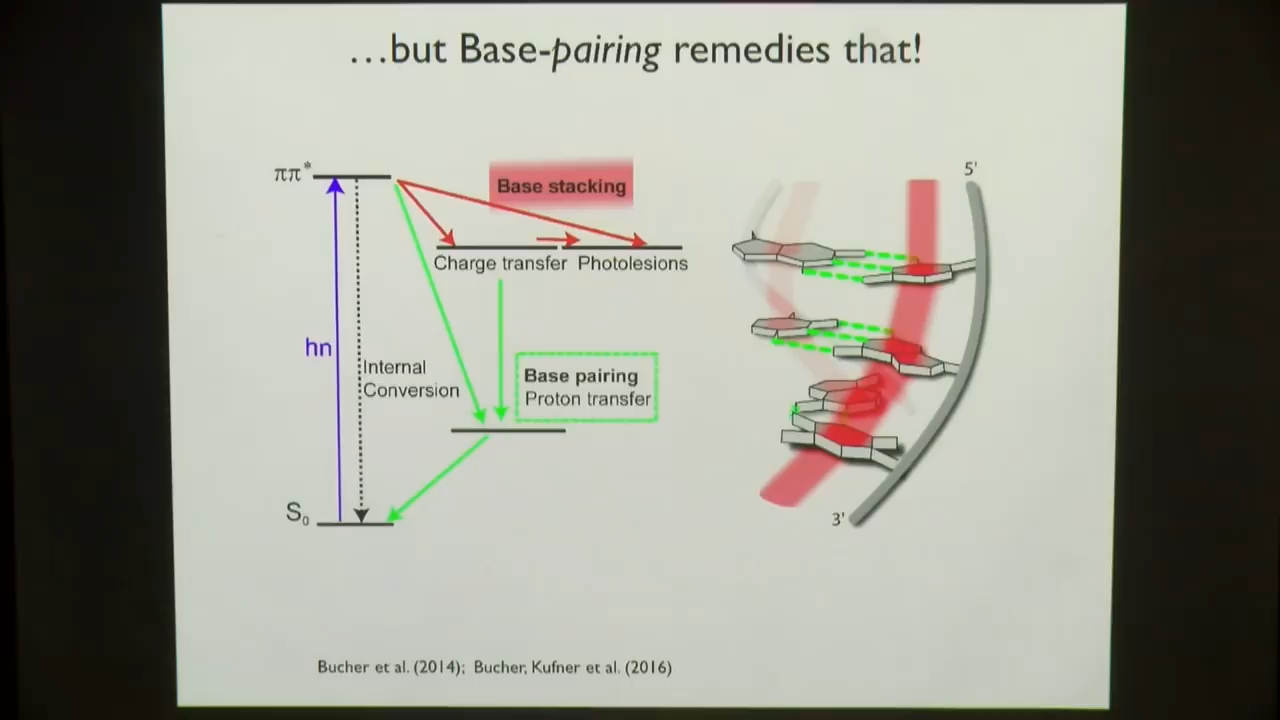 …but Base-pairing remedies that!
ππ*
Base stacking
Charge transfer
Photolesions
hn
Internal
Conversion
Base pairing
Proton transfer
S₀
5'
3'
Bucher et al. (2014); Bucher, Kufner et al. (2016)